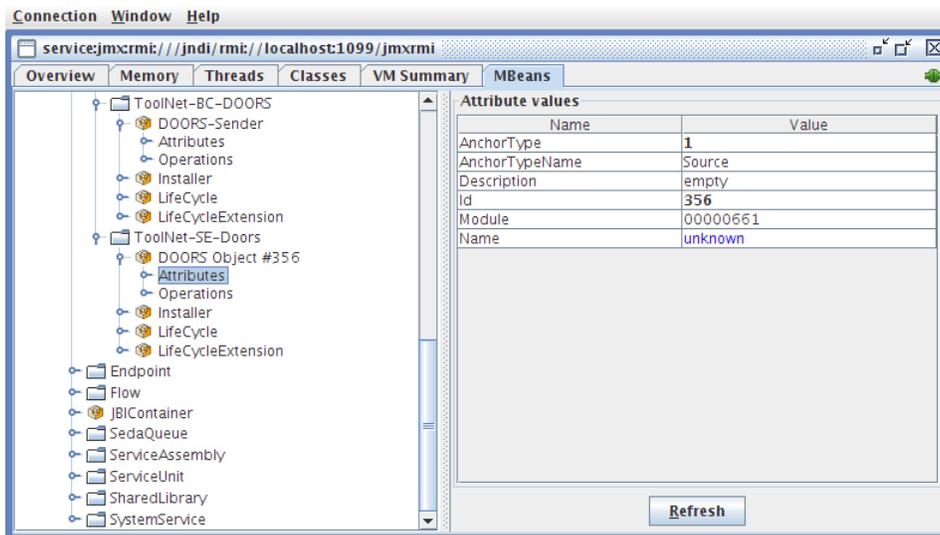 Connection Window Help
service:jmx:rmi:///jndi/rmi://localhost:1099/jmxrmi
Overview Memory Threads Classes VM Summary MBeans
ToolNet-BC-DOORS
DOORS-Sender
Attributes
Operations
Installer
LifeCycle
LifeCycleExtension
ToolNet-SE-Doors
DOORS Object #356
Attributes
Operations
Installer
LifeCycle
LifeCycleExtension
Endpoint
Flow
JBIContainer
SedaQueue
ServiceAssembly
ServiceUnit
SharedLibrary
SystemService
Attribute values
Name Value
AnchorType 1
AnchorTypeName Source
Description empty
Id 356
Module 00000661
Name unknown
Refresh